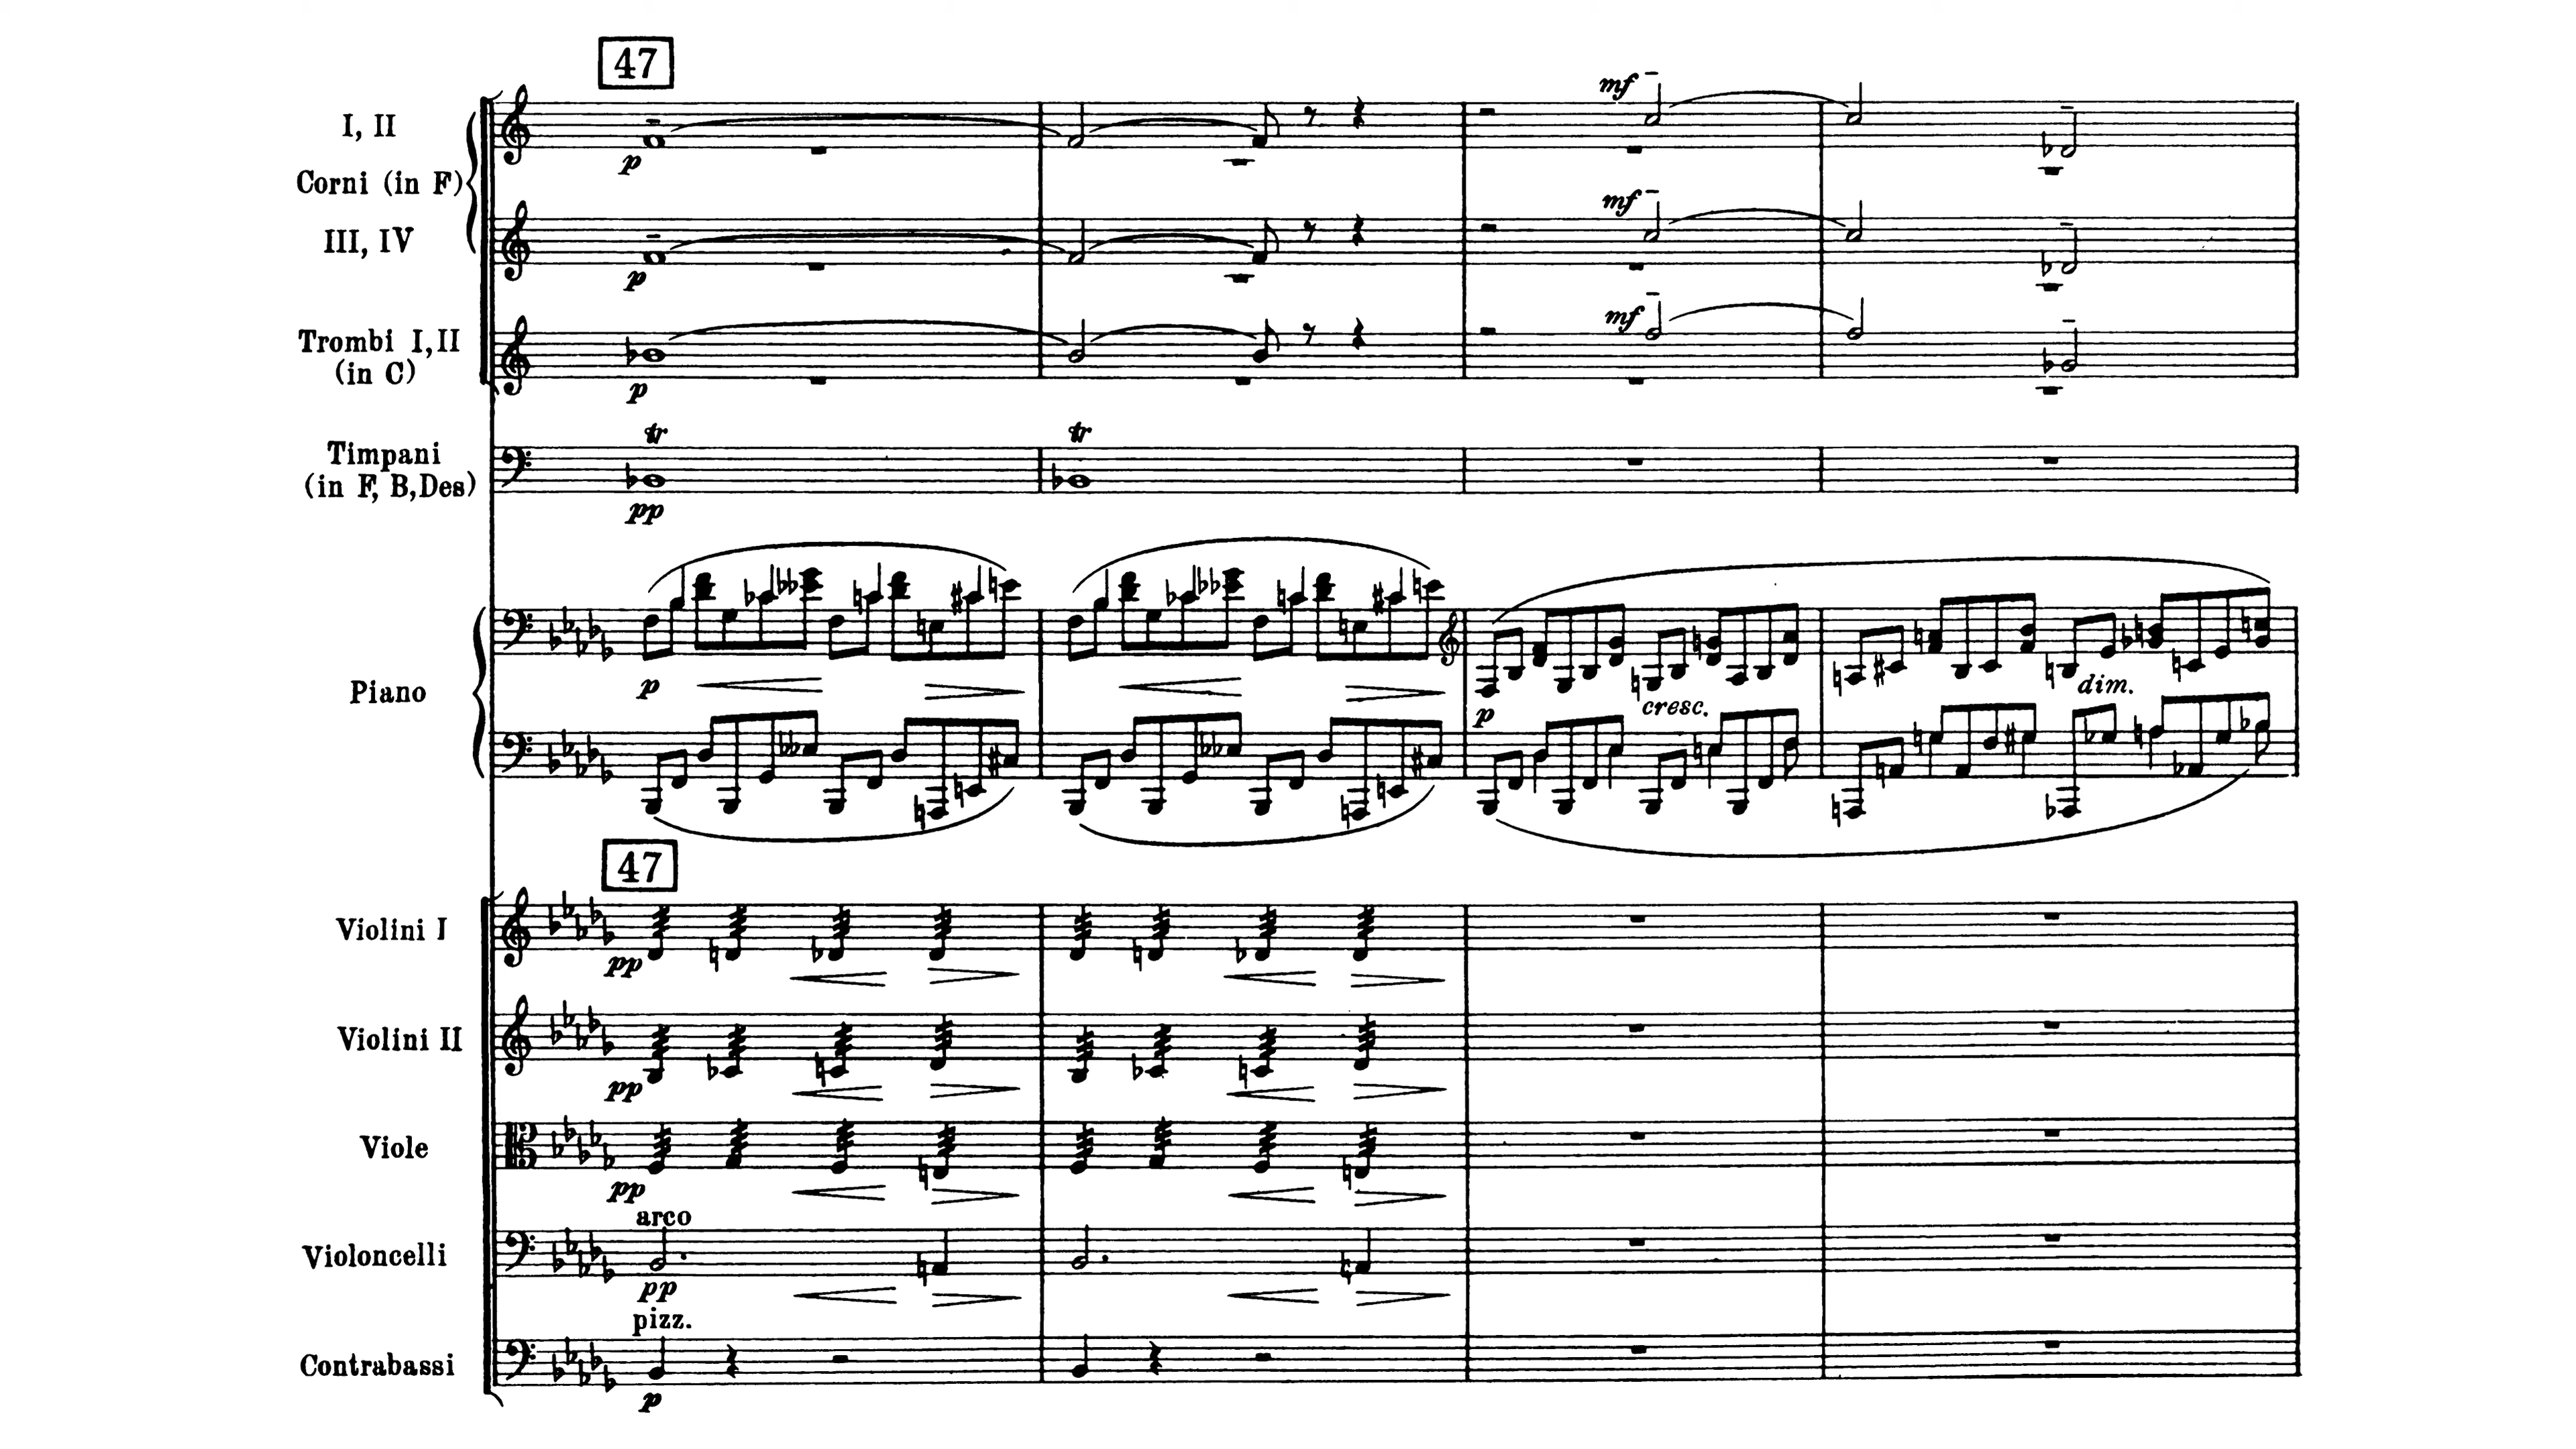 47
I, II
Corni (in F)
III, IV
Trombi I, II
(in C)
Timpani
(in F, B, Des)
Piano
Violini I
Violini II
Viole
Violoncelli
Contrabassi
p
p
p
mf
mf
mf
tr tr
pp
p p
cresc. dim.
47
pp
pp
pp
arco
pp
pizz.
p